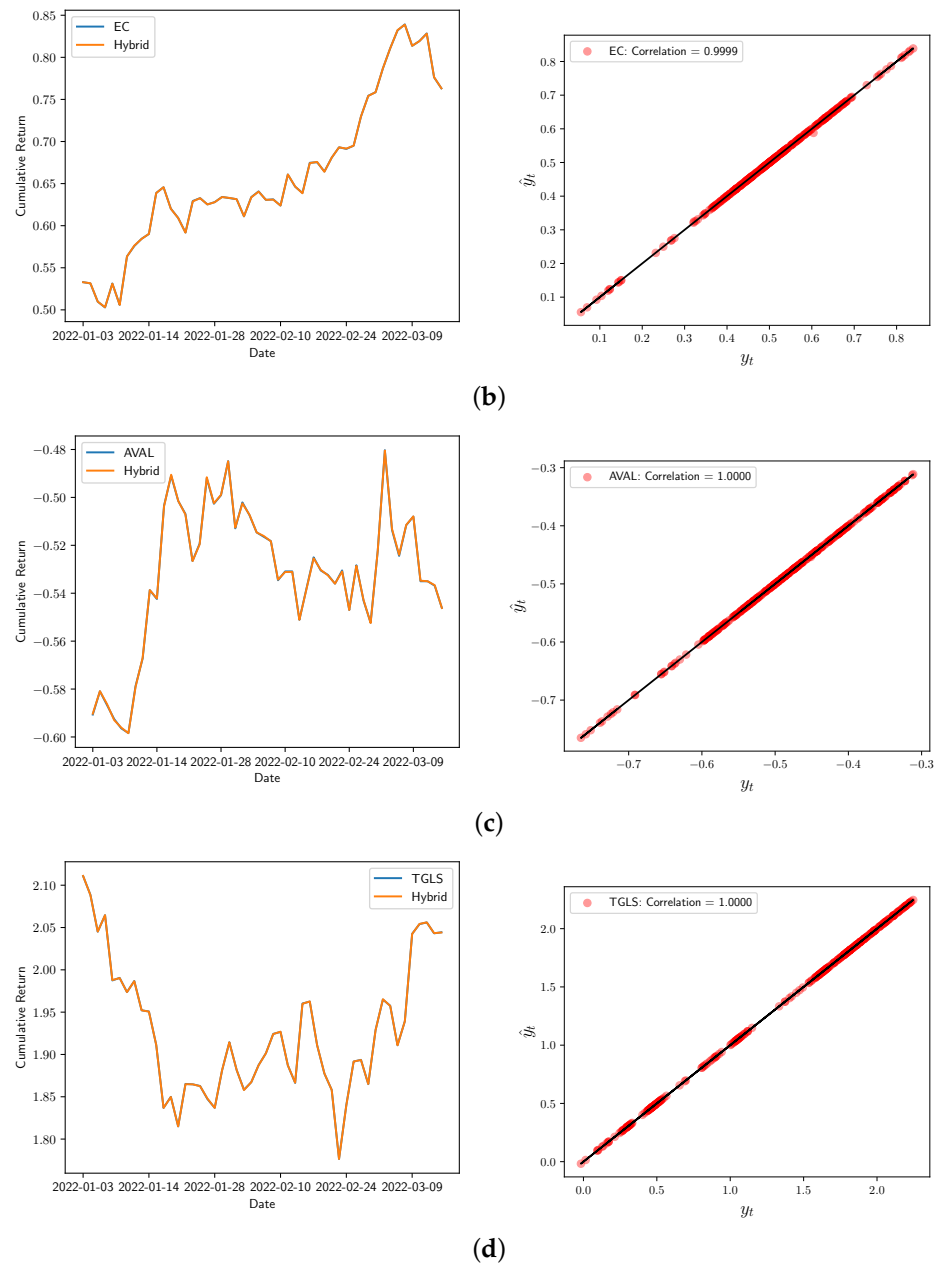 0.85
0.80
0.75
0.70
0.65
0.60
0.55
0.50
Cumulative Return
EC
Hybrid
2022-01-03 2022-01-14 2022-01-28 2022-02-10 2022-02-24 2022-03-09
Date
EC: Correlation = 0.9999
0.8
0.7
0.6
0.5
0.4
0.3
0.2
0.1
ŷt
0.1 0.2 0.3 0.4 0.5 0.6 0.7 0.8
yt
(b)
−0.48
−0.50
−0.52
−0.54
−0.56
−0.58
−0.60
Cumulative Return
AVAL
Hybrid
2022-01-03 2022-01-14 2022-01-28 2022-02-10 2022-02-24 2022-03-09
Date
AVAL: Correlation = 1.0000
−0.3
−0.4
−0.5
−0.6
−0.7
ŷt
−0.7 −0.6 −0.5 −0.4 −0.3
yt
(c)
2.10
2.05
2.00
1.95
1.90
1.85
1.80
Cumulative Return
TGLS
Hybrid
2022-01-03 2022-01-14 2022-01-28 2022-02-10 2022-02-24 2022-03-09
Date
TGLS: Correlation = 1.0000
2.0
1.5
1.0
0.5
0.0
ŷt
0.0 0.5 1.0 1.5 2.0
yt
(d)